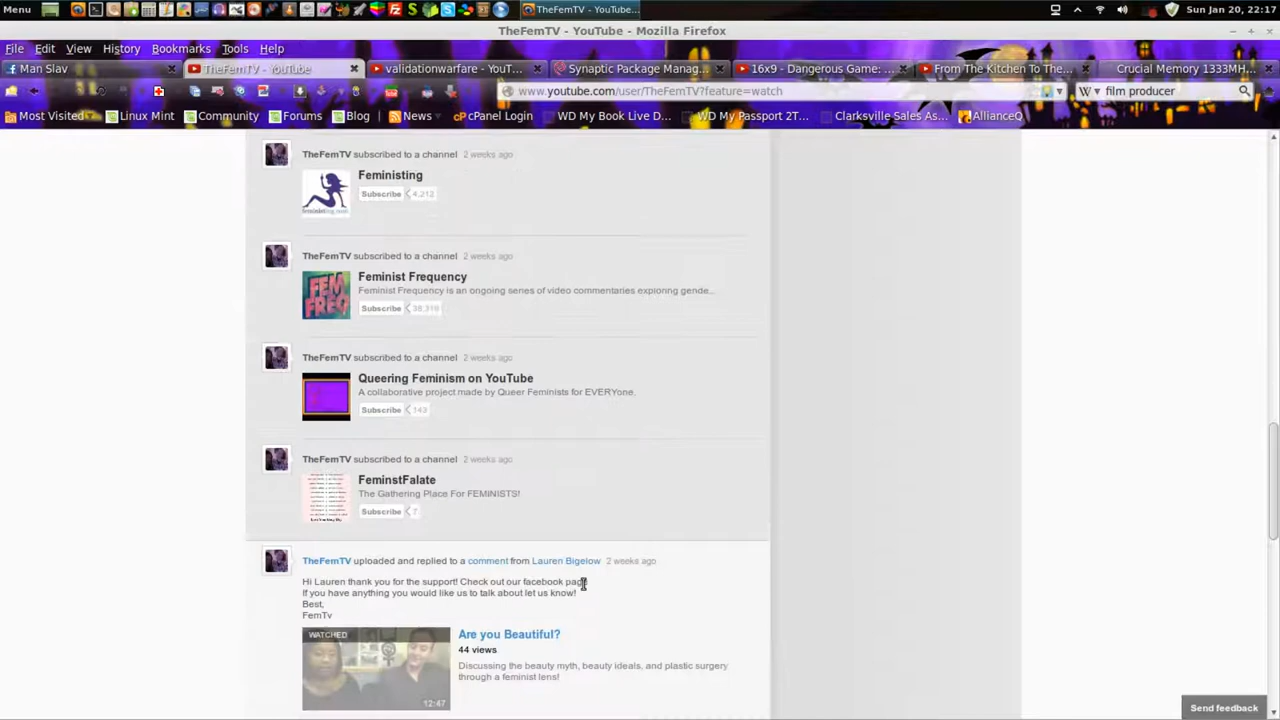 Menu
TheFemTV - YouTube...
Sun Jan 20, 22:17
TheFemTV - YouTube - Mozilla Firefox
File Edit View History Bookmarks Tools Help
Man Slav
TheFemTV - YouTube
validationwarfare - YouT...
Synaptic Package Manag...
16x9 - Dangerous Game: ...
From The Kitchen To The...
Crucial Memory 1333MH...
www.youtube.com/user/TheFemTV?feature=watch
film producer
Most Visited
Linux Mint
Community
Forums
Blog
News
cPanel Login
WD My Book Live D...
WD My Passport 2T...
Clarksville Sales As...
AllianceQ
TheFemTV subscribed to a channel 2 weeks ago
Feministing
Subscribe 4,212
TheFemTV subscribed to a channel 2 weeks ago
Feminist Frequency
FEM FREQ
Feminist Frequency is an ongoing series of video commentaries exploring gende...
Subscribe
TheFemTV subscribed to a channel 2 weeks ago
Queering Feminism on YouTube
A collaborative project made by Queer Feminists for EVERYone.
Subscribe 143
TheFemTV subscribed to a channel 2 weeks ago
FeminstFalate
The Gathering Place For FEMINISTS!
Subscribe 7
TheFemTV uploaded and replied to a comment from Lauren Bigelow 2 weeks ago
Hi Lauren thank you for the support! Check out our facebook page
If you have anything you would like us to talk about let us know!
Best,
FemTv
WATCHED
Are you Beautiful?
44 views
Discussing the beauty myth, beauty ideals, and plastic surgery
through a feminist lens!
12:47
Send feedback